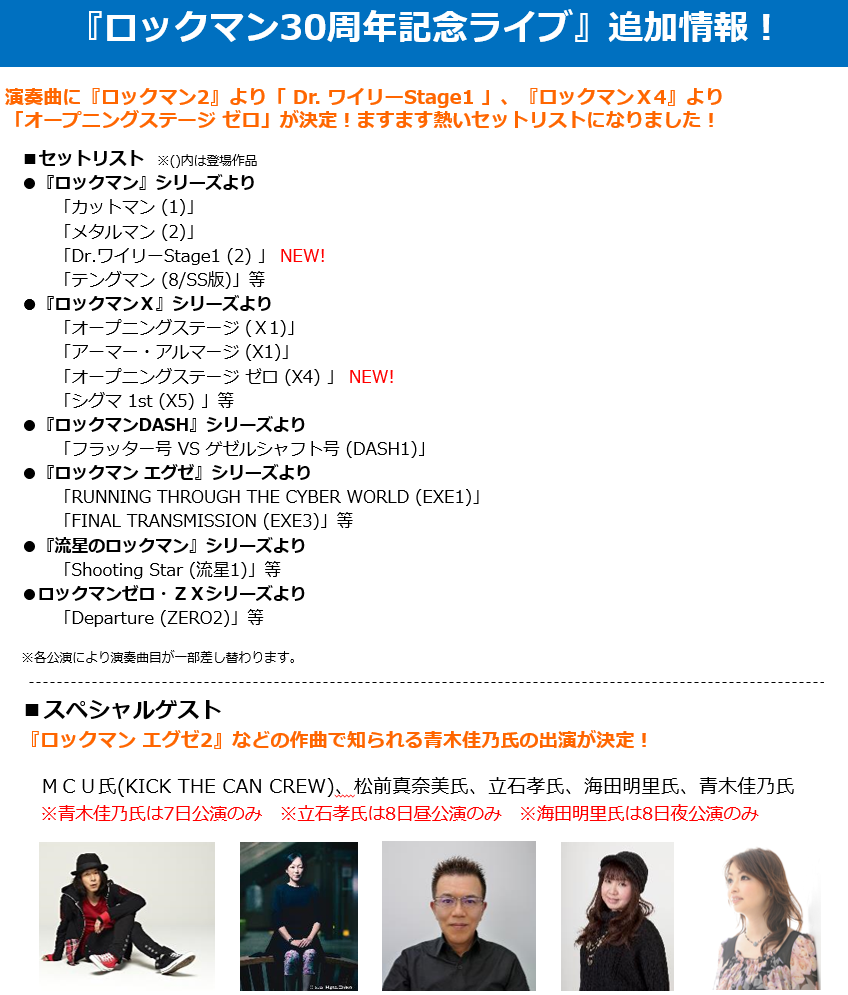 『ロックマン30周年記念ライブ』追加情報！
演奏曲に『ロックマン2』より「 Dr. ワイリーStage1 」、『ロックマンＸ4』より
「オープニングステージ ゼロ」が決定！ますます熱いセットリストになりました！
■セットリスト ※()内は登場作品
●『ロックマン』シリーズより
「カットマン (1)」
「メタルマン (2)」
「Dr.ワイリーStage1 (2) 」 NEW!
「テングマン (8/SS版)」等
●『ロックマンＸ』シリーズより
「オープニングステージ (Ｘ1)」
「アーマー・アルマージ (X1)」
「オープニングステージ ゼロ (X4) 」 NEW!
「シグマ 1st (X5) 」等
●『ロックマンDASH』シリーズより
「フラッター号 VS ゲゼルシャフト号 (DASH1)」
●『ロックマン エグゼ』シリーズより
「RUNNING THROUGH THE CYBER WORLD (EXE1)」
「FINAL TRANSMISSION (EXE3)」等
●『流星のロックマン』シリーズより
「Shooting Star (流星1)」等
●ロックマンゼロ・ＺＸシリーズより
「Departure (ZERO2)」等
※各公演により演奏曲目が一部差し替わります。
■スペシャルゲスト
『ロックマン エグゼ2』などの作曲で知られる青木佳乃氏の出演が決定！
ＭＣＵ氏(KICK THE CAN CREW)、松前真奈美氏、立石孝氏、海田明里氏、青木佳乃氏
※青木佳乃氏は7日公演のみ　※立石孝氏は8日昼公演のみ　※海田明里氏は8日夜公演のみ